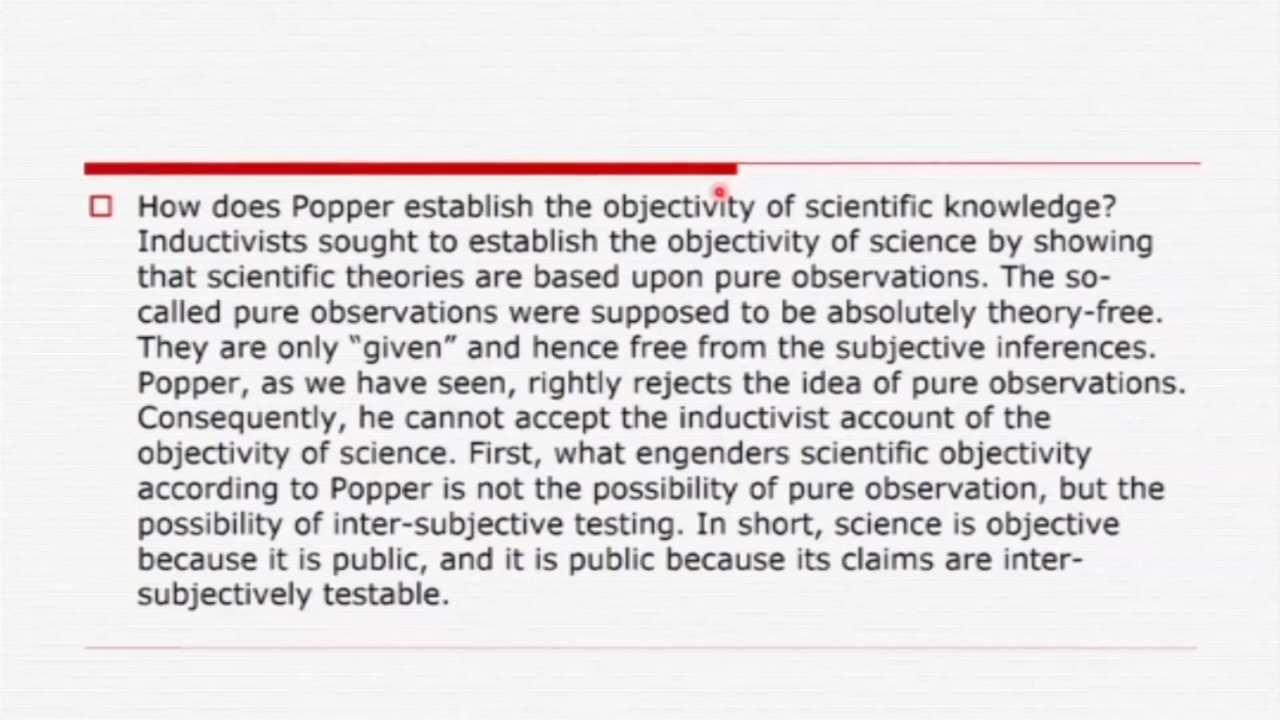 How does Popper establish the objectivity of scientific knowledge?
Inductivists sought to establish the objectivity of science by showing
that scientific theories are based upon pure observations. The so-
called pure observations were supposed to be absolutely theory-free.
They are only “given” and hence free from the subjective inferences.
Popper, as we have seen, rightly rejects the idea of pure observations.
Consequently, he cannot accept the inductivist account of the
objectivity of science. First, what engenders scientific objectivity
according to Popper is not the possibility of pure observation, but the
possibility of inter-subjective testing. In short, science is objective
because it is public, and it is public because its claims are inter-
subjectively testable.